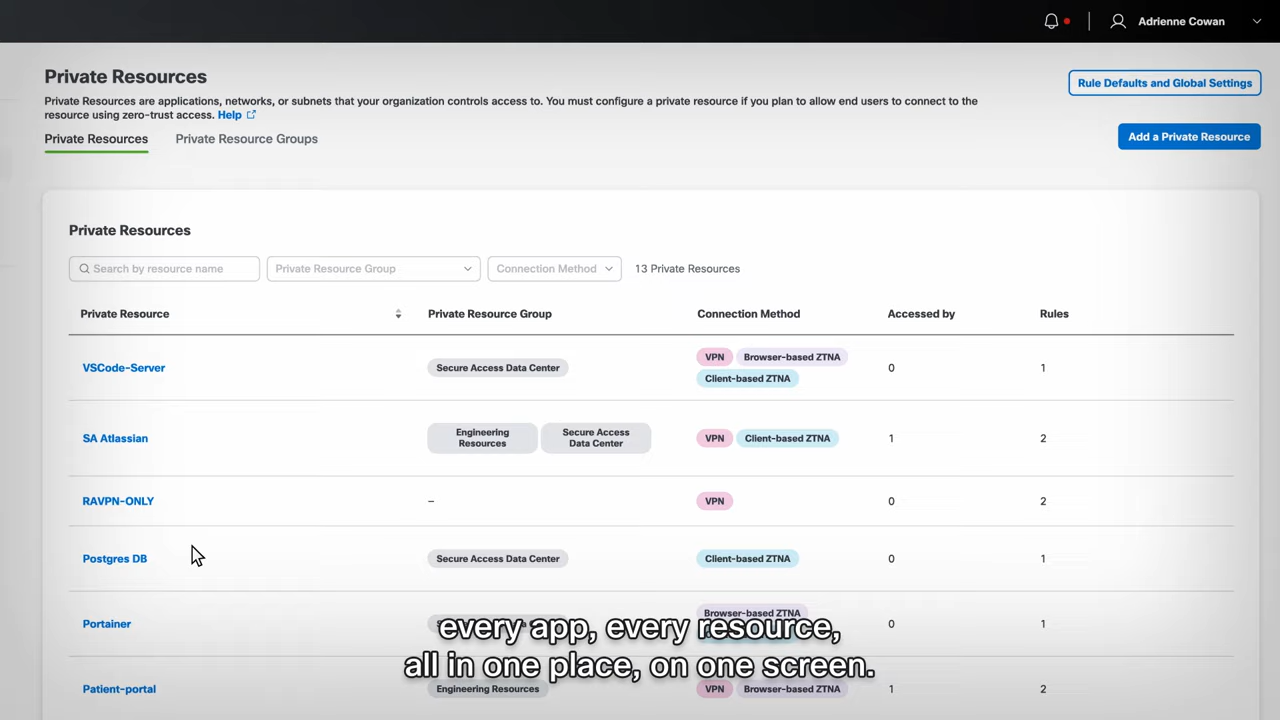 Adrienne Cowan
Private Resources
Rule Defaults and Global Settings
Private Resources are applications, networks, or subnets that your organization controls access to. You must configure a private resource if you plan to allow end users to connect to the
resource using zero-trust access. Help
Private Resources Private Resource Groups
Add a Private Resource
Private Resources
Search by resource name Private Resource Group Connection Method 13 Private Resources
Private Resource Private Resource Group Connection Method Accessed by Rules
VSCode-Server Secure Access Data Center VPN Browser-based ZTNA 0 1
Client-based ZTNA
SA Atlassian Engineering Secure Access VPN Client-based ZTNA 1 2
Resources Data Center
RAVPN-ONLY – VPN 0 2
Postgres DB Secure Access Data Center Client-based ZTNA 0 1
Browser-based ZTNA
Portainer 0 1
every app, every resource,
all in one place, on one screen.
Patient-portal Engineering Resources VPN Browser-based ZTNA 1 2